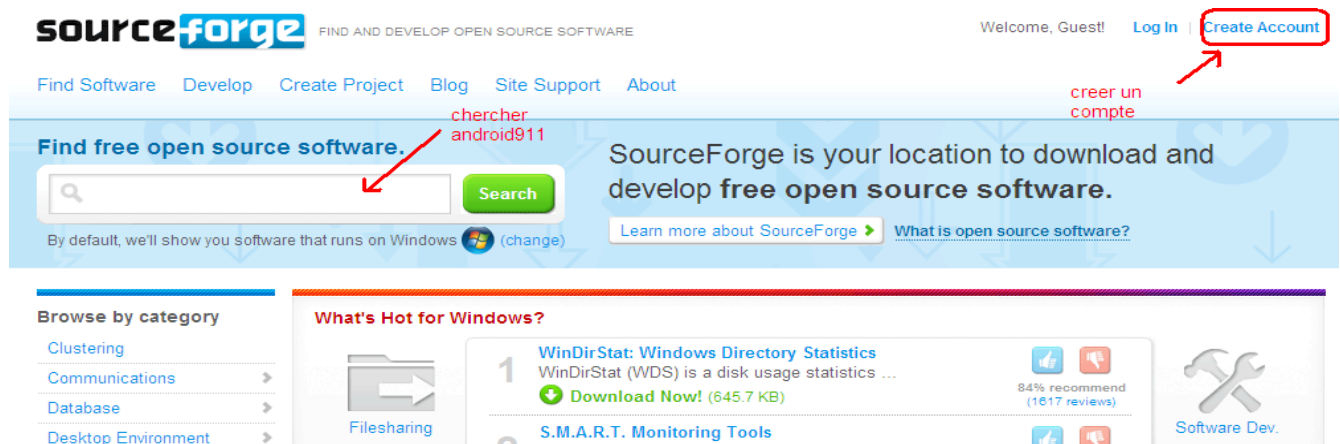 sourceforge FIND AND DEVELOP OPEN SOURCE SOFTWARE
Welcome, Guest! Log In | Create Account
Find Software Develop Create Project Blog Site Support About
chercher
android911
creer un
compte
Find free open source software.
Search
By default, we'll show you software that runs on Windows (change)
SourceForge is your location to download and
develop free open source software.
Learn more about SourceForge
What is open source software?
Browse by category
Clustering
Communications
Database
Desktop Environment
What's Hot for Windows?
Filesharing
1
WinDirStat: Windows Directory Statistics
WinDirStat (WDS) is a disk usage statistics ...
Download Now! (645.7 KB)
84% recommend
(1617 reviews)
S.M.A.R.T. Monitoring Tools
Software Dev.